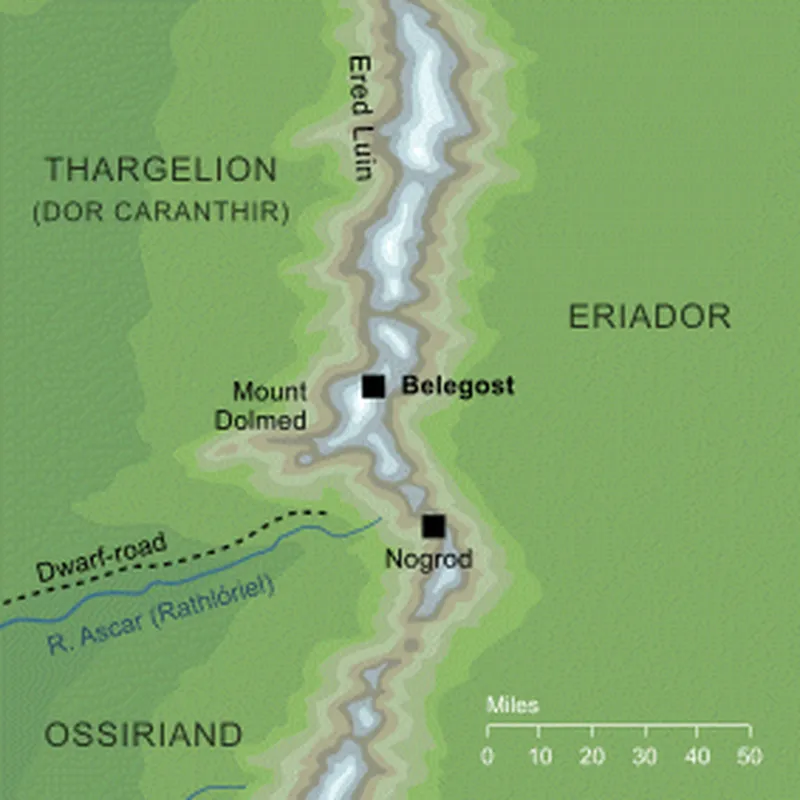 Ered Luin
THARGELION
(DOR CARANTHIR)
ERIADOR
Mount
Dolmed
Belegost
Nogrod
Dwarf-road
R. Ascar (Rathlóriel)
OSSIRIAND
Miles
0 10 20 30 40 50